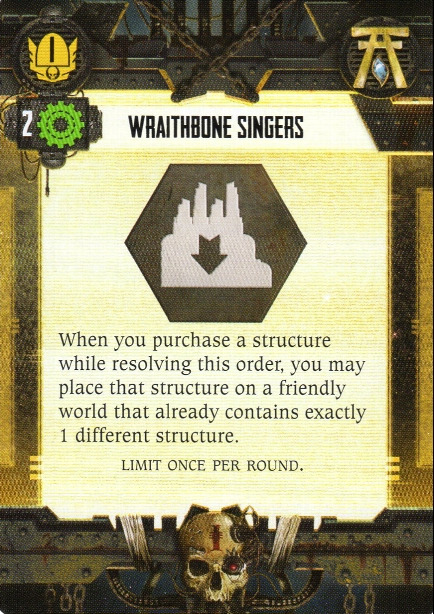 I
2
WRAITHBONE SINGERS
When you purchase a structure
while resolving this order, you may
place that structure on a friendly
world that already contains exactly
1 different structure.
LIMIT ONCE PER ROUND.
I